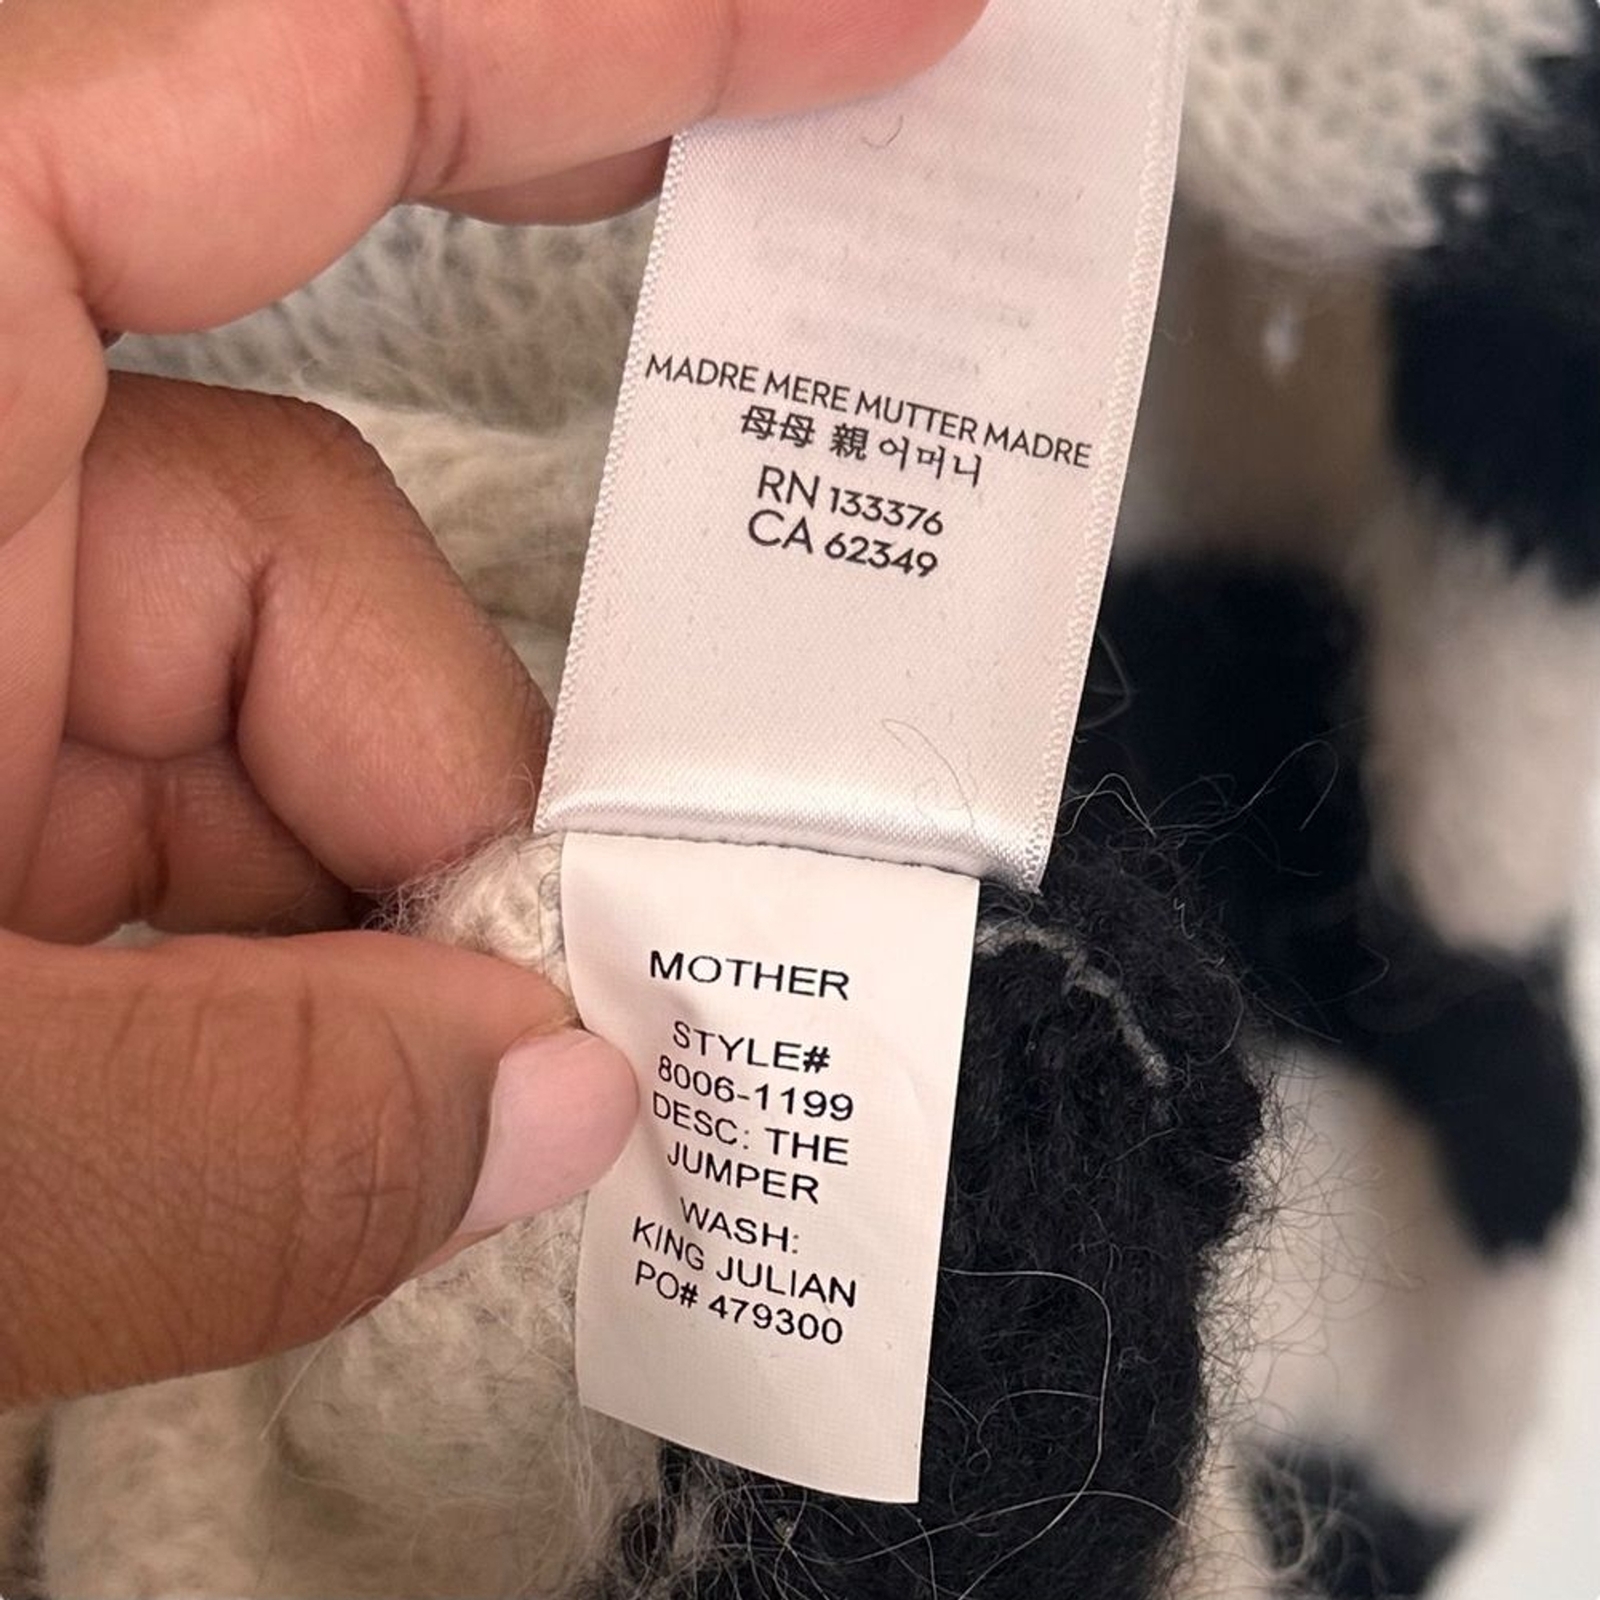 MADRE MERE MUTTER MADRE
母母 親 어머니
RN 133376
CA 62349
MOTHER
STYLE#
8006-1199
DESC: THE
JUMPER
WASH:
KING JULIAN
PO# 479300